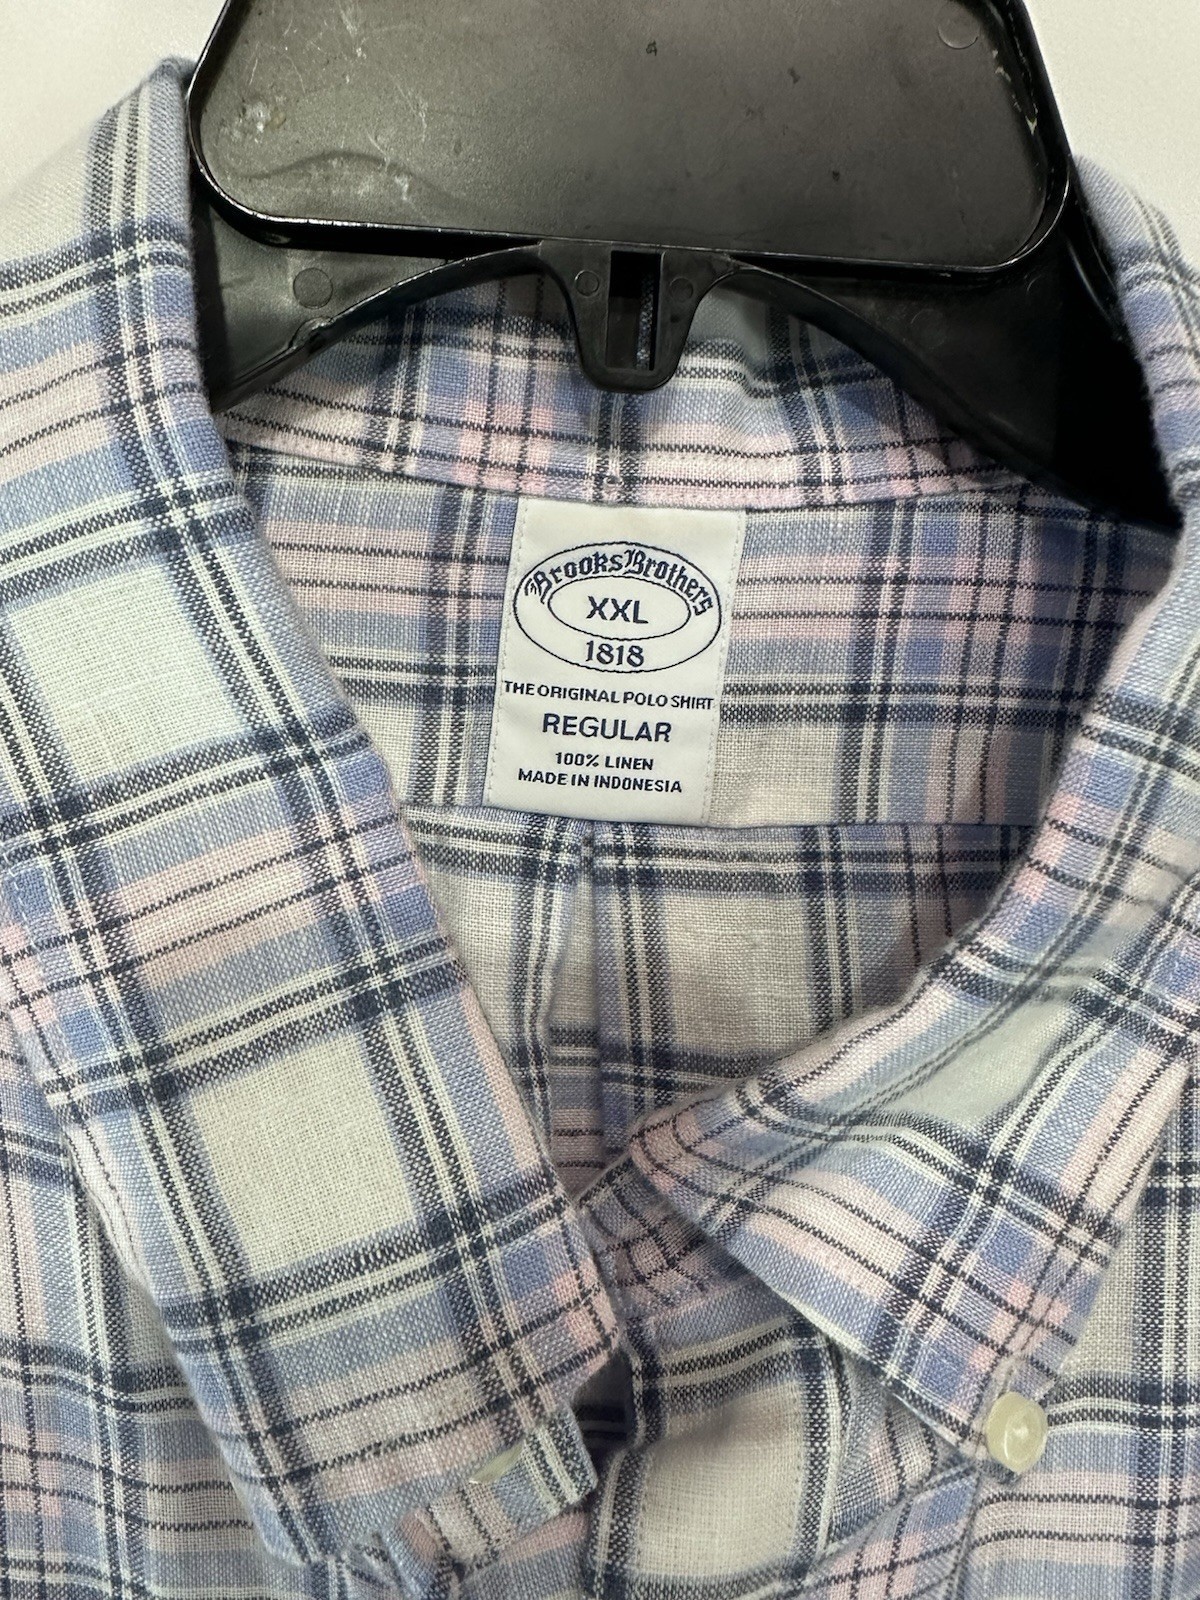 Brooks Brothers
XXL
1818
THE ORIGINAL POLO SHIRT
REGULAR
100% LINEN
MADE IN INDONESIA